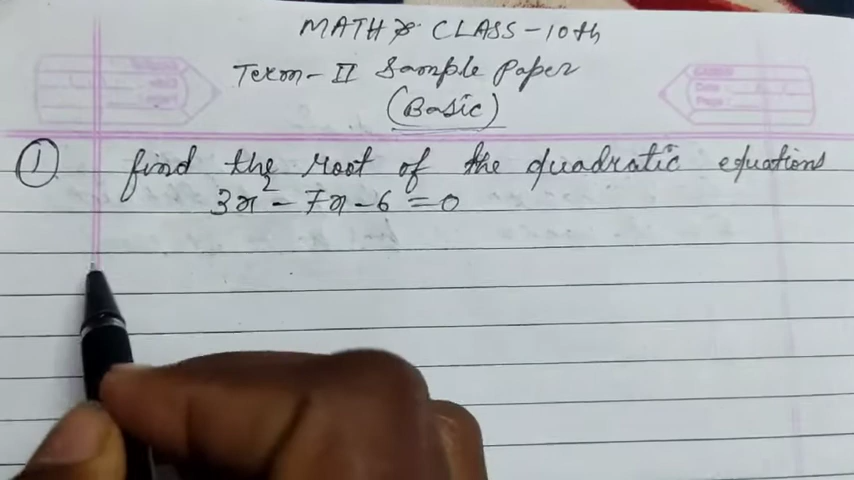 MATHS CLASS-10th
Term-II Sample Paper
(Basic)
① find the root of the quadratic equations
3x² - 7x - 6 = 0